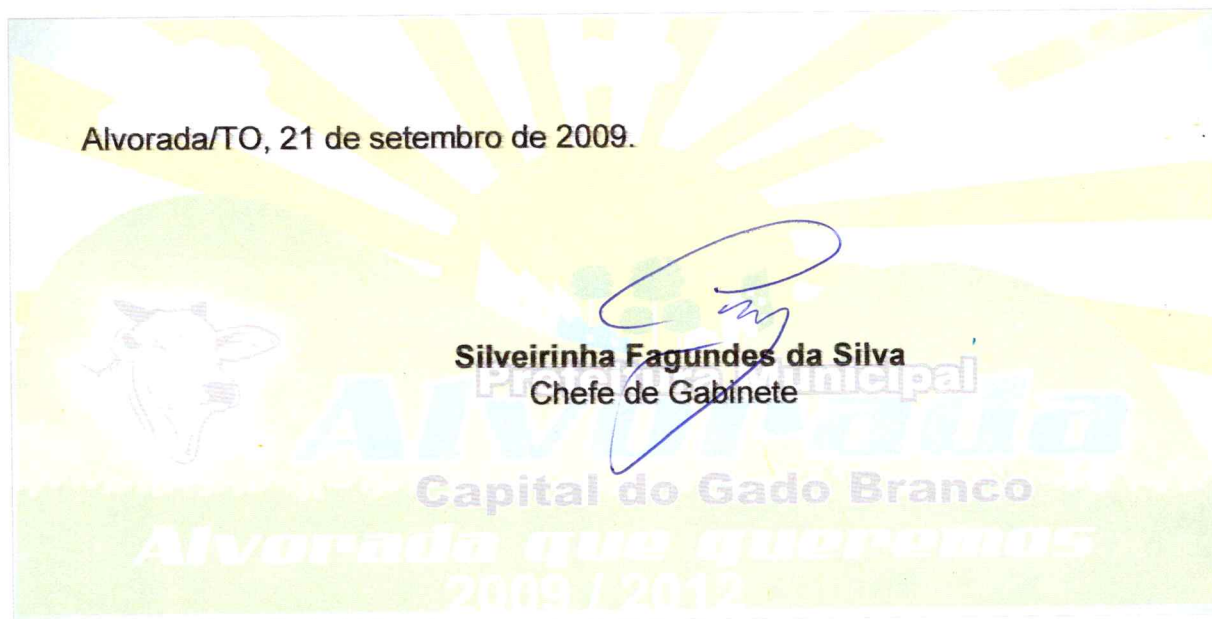 Alvorada/TO, 21 de setembro de 2009.
Silveirinha Fagundes da Silva
Chefe de Gabinete
Prefeitura Municipal
Alvorada
Capital do Gado Branco
Alvorada que queremos
2009 / 2012